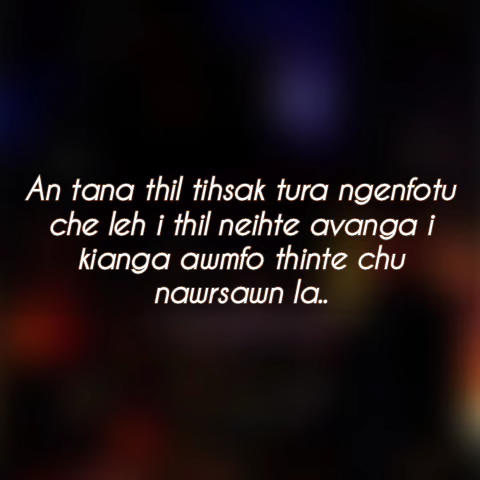 An tana thil tihsak tura ngenfotu
che leh i thil neihte avanga i
kianga awmfo thinte chu
nawrsawn la..